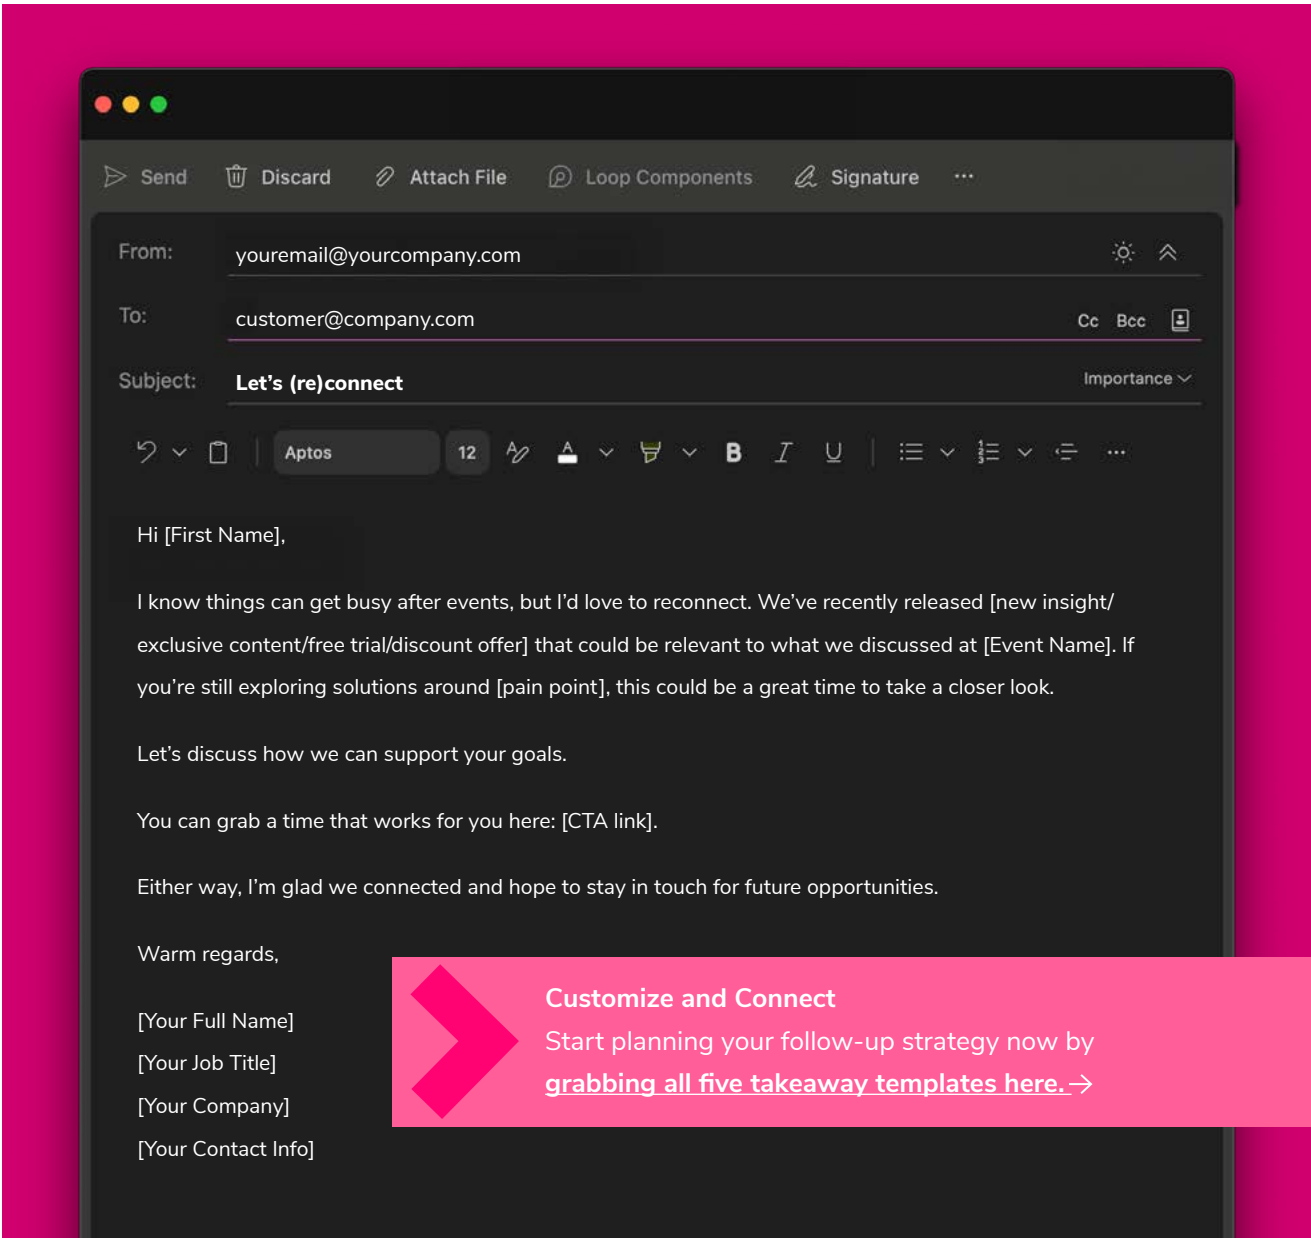 Send Discard Attach File Loop Components Signature ...
From: youremail@yourcompany.com
To: customer@company.com Cc Bcc
Subject: Let’s (re)connect Importance
Aptos 12 A B I U ...
Hi [First Name],
I know things can get busy after events, but I’d love to reconnect. We’ve recently released [new insight/
exclusive content/free trial/discount offer] that could be relevant to what we discussed at [Event Name]. If
you’re still exploring solutions around [pain point], this could be a great time to take a closer look.
Let’s discuss how we can support your goals.
You can grab a time that works for you here: [CTA link].
Either way, I’m glad we connected and hope to stay in touch for future opportunities.
Warm regards,
[Your Full Name]
[Your Job Title]
[Your Company]
[Your Contact Info]
Customize and Connect
Start planning your follow-up strategy now by
grabbing all five takeaway templates here. →